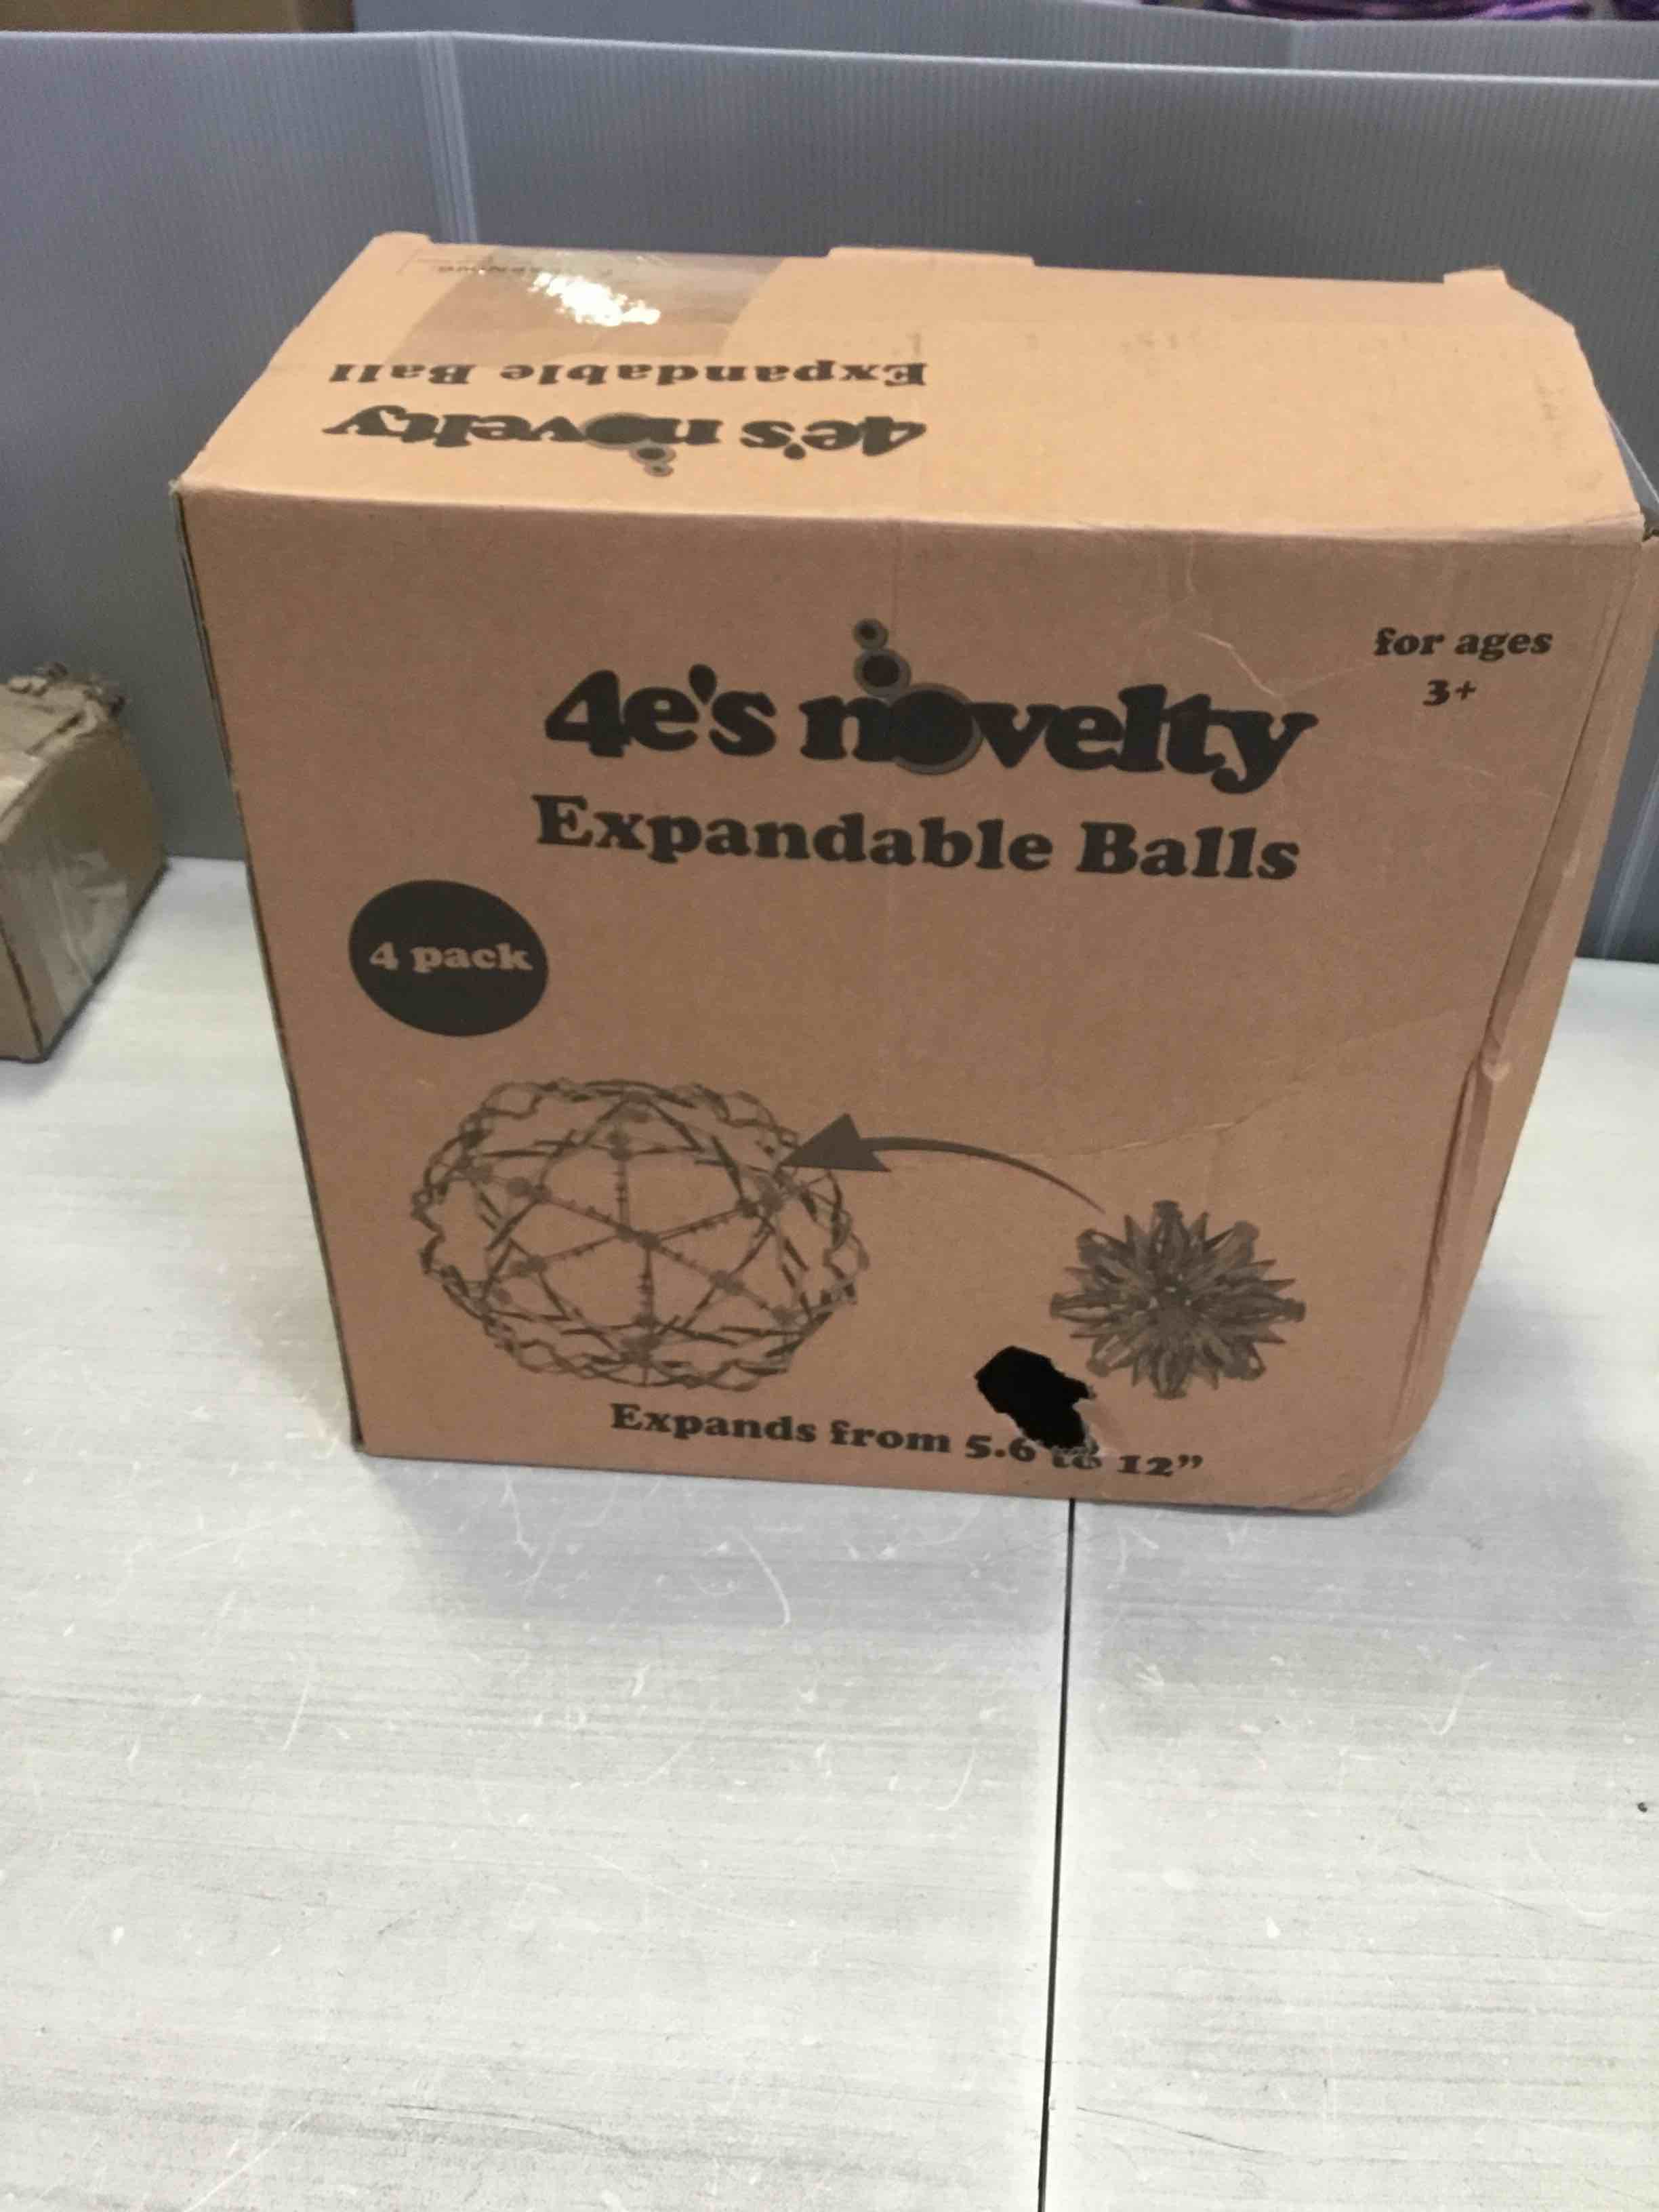 Expandable Ball
4e's novelty
for ages
3+
4e's novelty
Expandable Balls
4 pack
Expands from 5.6 to 12”